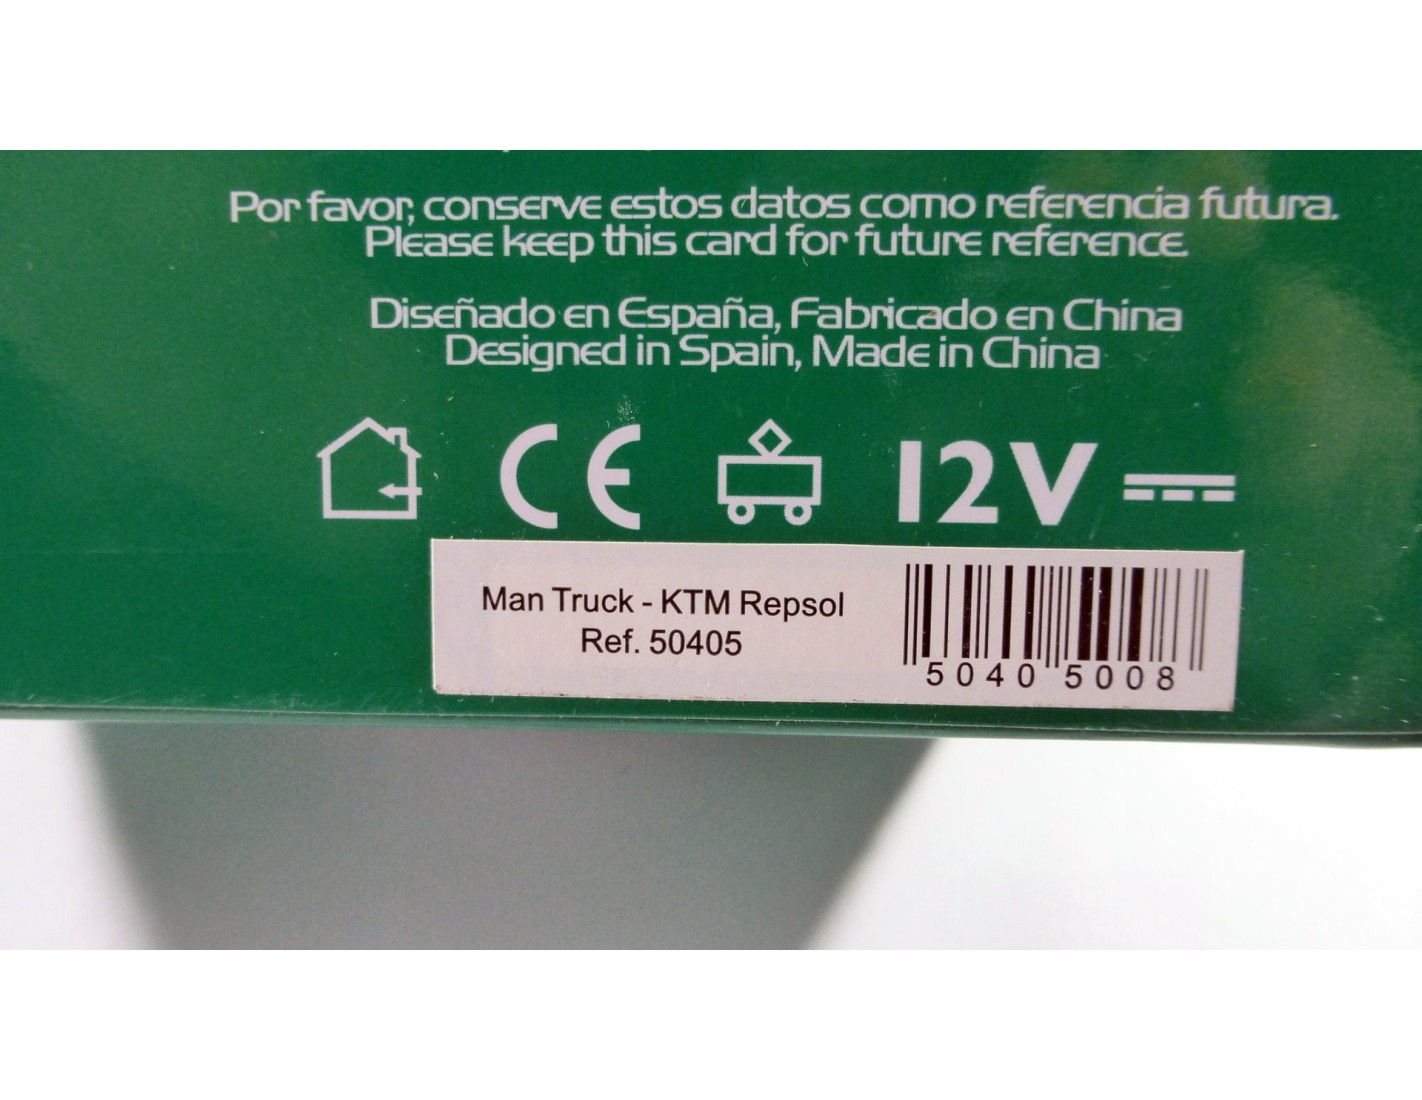 Por favor, conserve estos datos como referencia futura.
Please keep this card for future reference.
Diseñado en España, Fabricado en China
Designed in Spain, Made in China
CE 12V
Man Truck - KTM Repsol
Ref. 50405
5040 5008